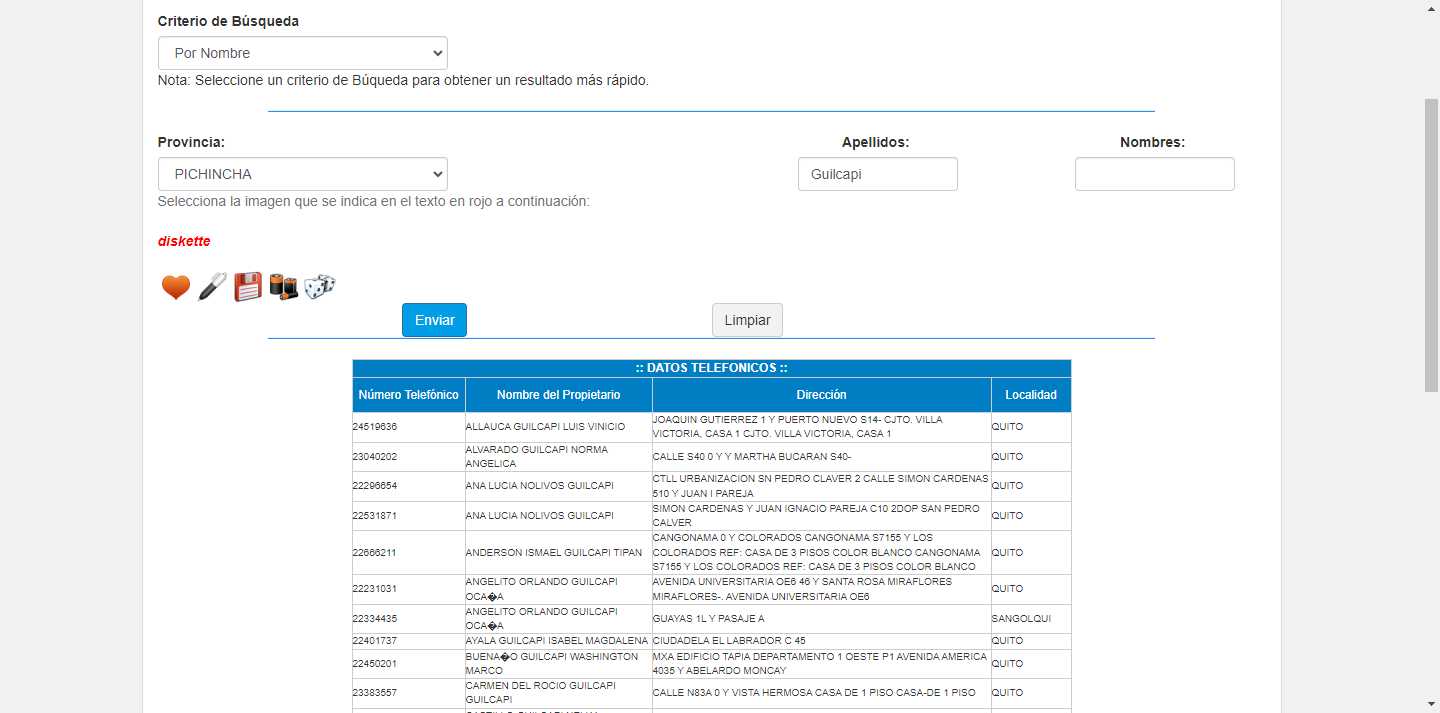 Criterio de Búsqueda
Por Nombre
Nota: Seleccione un criterio de Búqueda para obtener un resultado más rápido.
Provincia: Apellidos: Nombres:
PICHINCHA Guilcapi
Selecciona la imagen que se indica en el texto en rojo a continuación:
diskette
Enviar Limpiar
:: DATOS TELEFONICOS ::
Número Telefónico Nombre del Propietario Dirección Localidad
24519636 ALLAUCA GUILCAPI LUIS VINICIO JOAQUIN GUTIERREZ 1 Y PUERTO NUEVO S14- CJTO. VILLA
VICTORIA, CASA 1 CJTO. VILLA VICTORIA, CASA 1 QUITO
23040202 ALVARADO GUILCAPI NORMA
ANGELICA CALLE S40 0 Y Y MARTHA BUCARAN S40- QUITO
22296654 ANA LUCIA NOLIVOS GUILCAPI CTLL URBANIZACION SN PEDRO CLAVER 2 CALLE SIMON CARDENAS
510 Y JUAN I PAREJA QUITO
22531871 ANA LUCIA NOLIVOS GUILCAPI SIMON CARDENAS Y JUAN IGNACIO PAREJA C10 2DOP SAN PEDRO
CALVER QUITO
22666211 ANDERSON ISMAEL GUILCAPI TIPAN CANGONAMA 0 Y COLORADOS CANGONAMA S7155 Y LOS
COLORADOS REF: CASA DE 3 PISOS COLOR BLANCO CANGONAMA
S7155 Y LOS COLORADOS REF: CASA DE 3 PISOS COLOR BLANCO QUITO
22231031 ANGELITO ORLANDO GUILCAPI
OCA�A AVENIDA UNIVERSITARIA OE6 46 Y SANTA ROSA MIRAFLORES
MIRAFLORES-. AVENIDA UNIVERSITARIA OE6 QUITO
22334435 ANGELITO ORLANDO GUILCAPI
OCA�A GUAYAS 1L Y PASAJE A SANGOLQUI
22401737 AYALA GUILCAPI ISABEL MAGDALENA CIUDADELA EL LABRADOR C 45 QUITO
22450201 BUENA�O GUILCAPI WASHINGTON
MARCO MXA EDIFICIO TAPIA DEPARTAMENTO 1 OESTE P1 AVENIDA AMERICA
4035 Y ABELARDO MONCAY QUITO
23383557 CARMEN DEL ROCIO GUILCAPI
GUILCAPI CALLE N83A 0 Y VISTA HERMOSA CASA DE 1 PISO CASA-DE 1 PISO QUITO